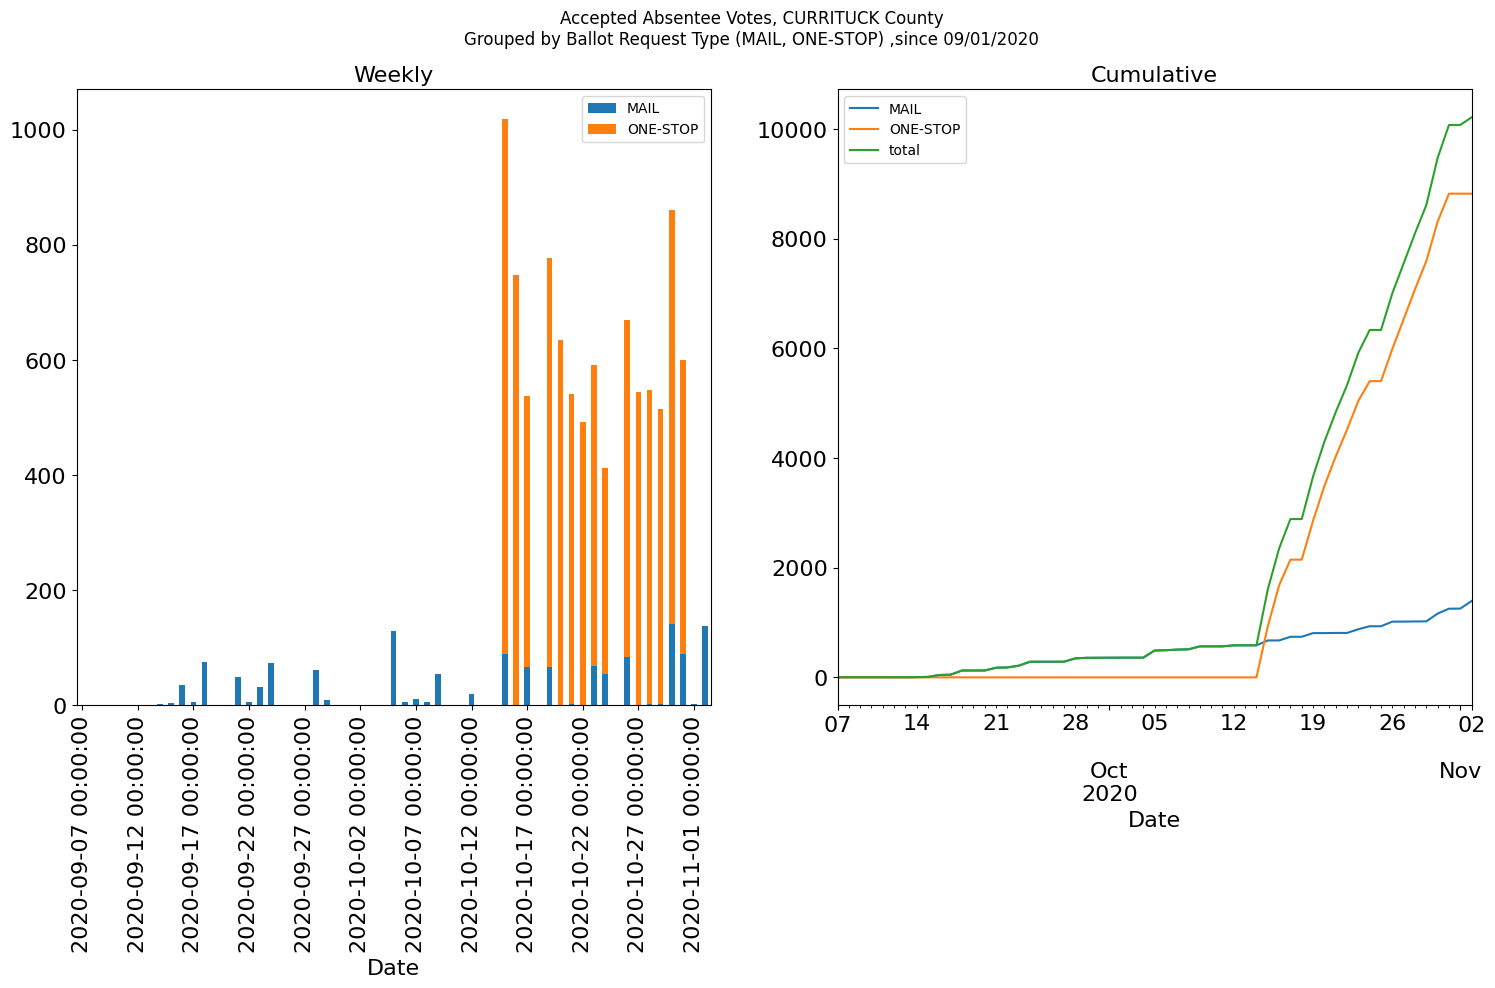 Accepted Absentee Votes, CURRITUCK County
Grouped by Ballot Request Type (MAIL, ONE-STOP) ,since 09/01/2020
Weekly
MAIL
ONE-STOP
1000
800
600
400
200
0
2020-09-07 00:00:00
2020-09-12 00:00:00
2020-09-17 00:00:00
2020-09-22 00:00:00
2020-09-27 00:00:00
2020-10-02 00:00:00
2020-10-07 00:00:00
2020-10-12 00:00:00
2020-10-17 00:00:00
2020-10-22 00:00:00
2020-10-27 00:00:00
2020-11-01 00:00:00
Date
Cumulative
MAIL
ONE-STOP
total
10000
8000
6000
4000
2000
0
07 14 21 28 05 12 19 26 02
Oct Nov
2020
Date